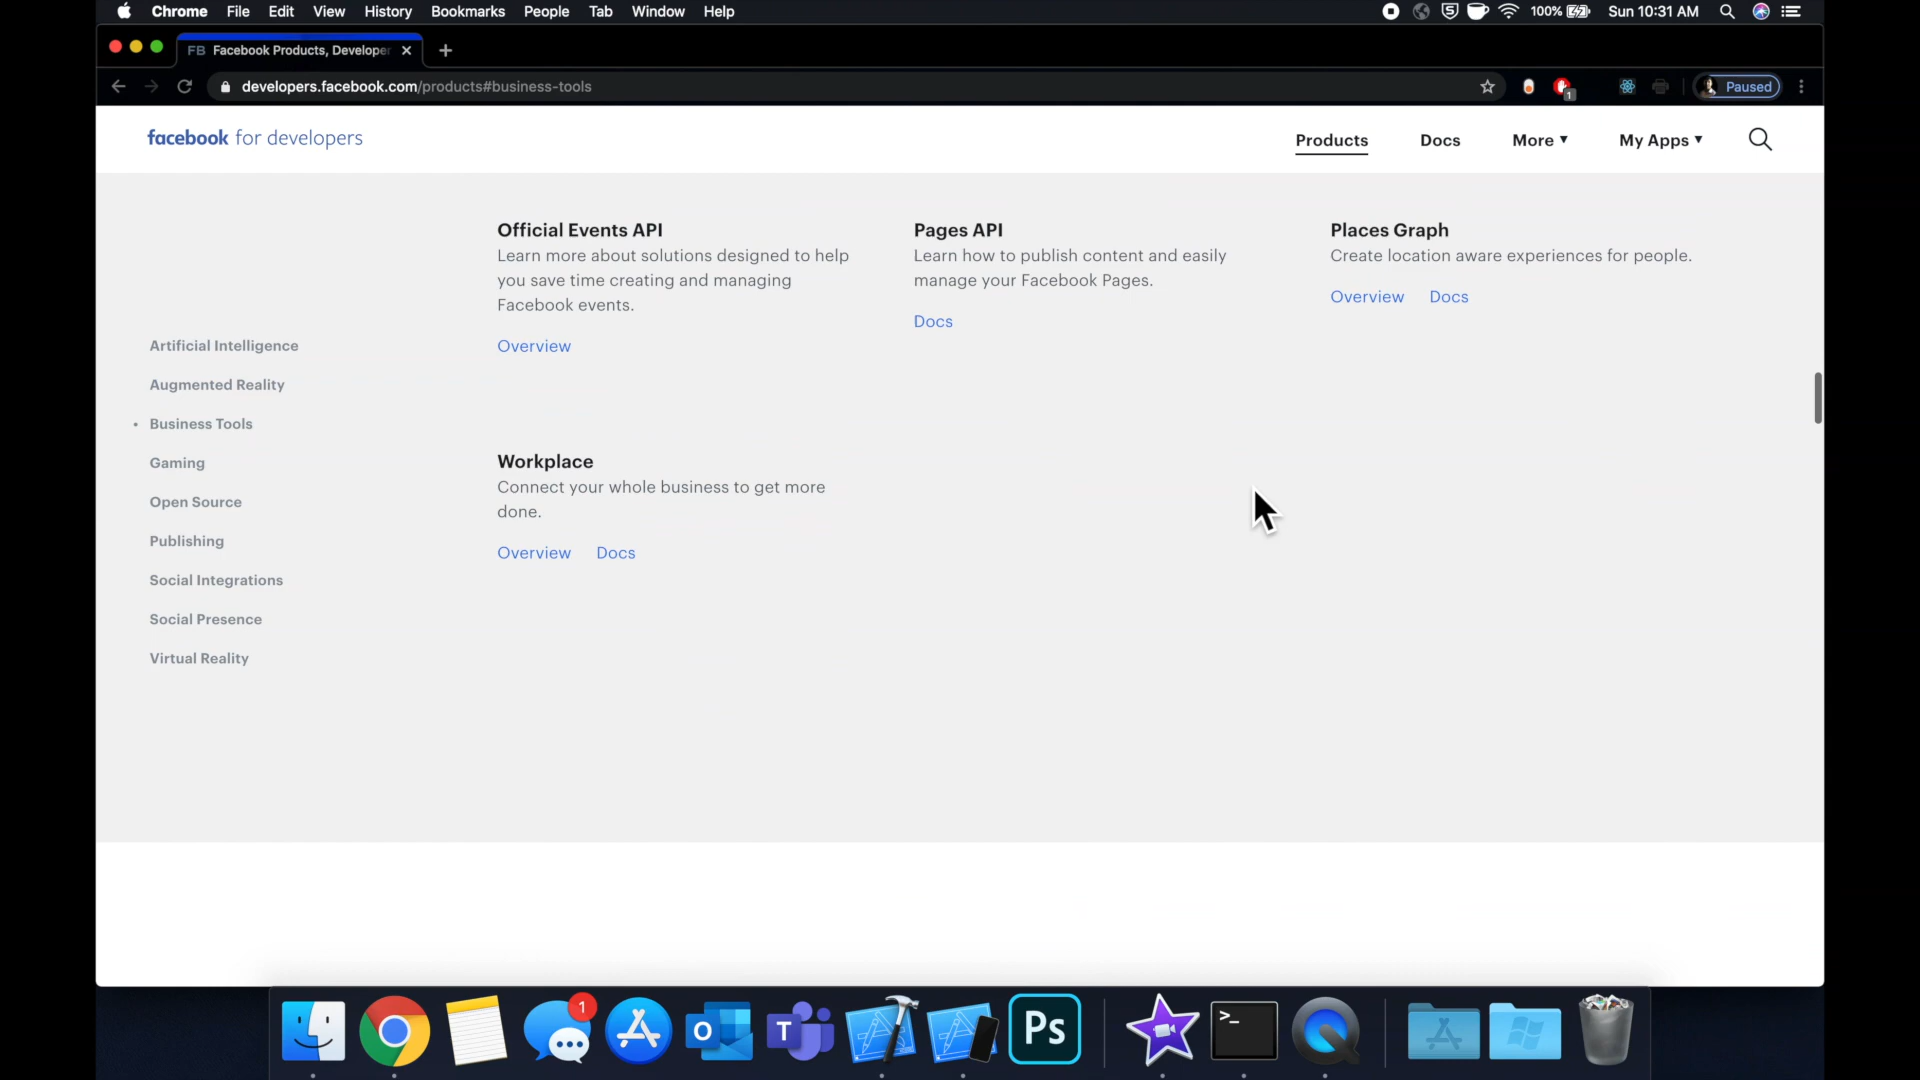 Chrome File Edit View History Bookmarks People Tab Window Help
100% Sun 10:31 AM
FB Facebook Products, Developer
developers.facebook.com/products#business-tools
1
Paused
facebook for developers
Products Docs More My Apps
Official Events API
Learn more about solutions designed to help
you save time creating and managing
Facebook events.
Overview
Pages API
Learn how to publish content and easily
manage your Facebook Pages.
Docs
Places Graph
Create location aware experiences for people.
Overview Docs
Artificial Intelligence
Augmented Reality
• Business Tools
Gaming
Open Source
Publishing
Social Integrations
Social Presence
Virtual Reality
Workplace
Connect your whole business to get more
done.
Overview Docs
1
O
T
Ps
>_